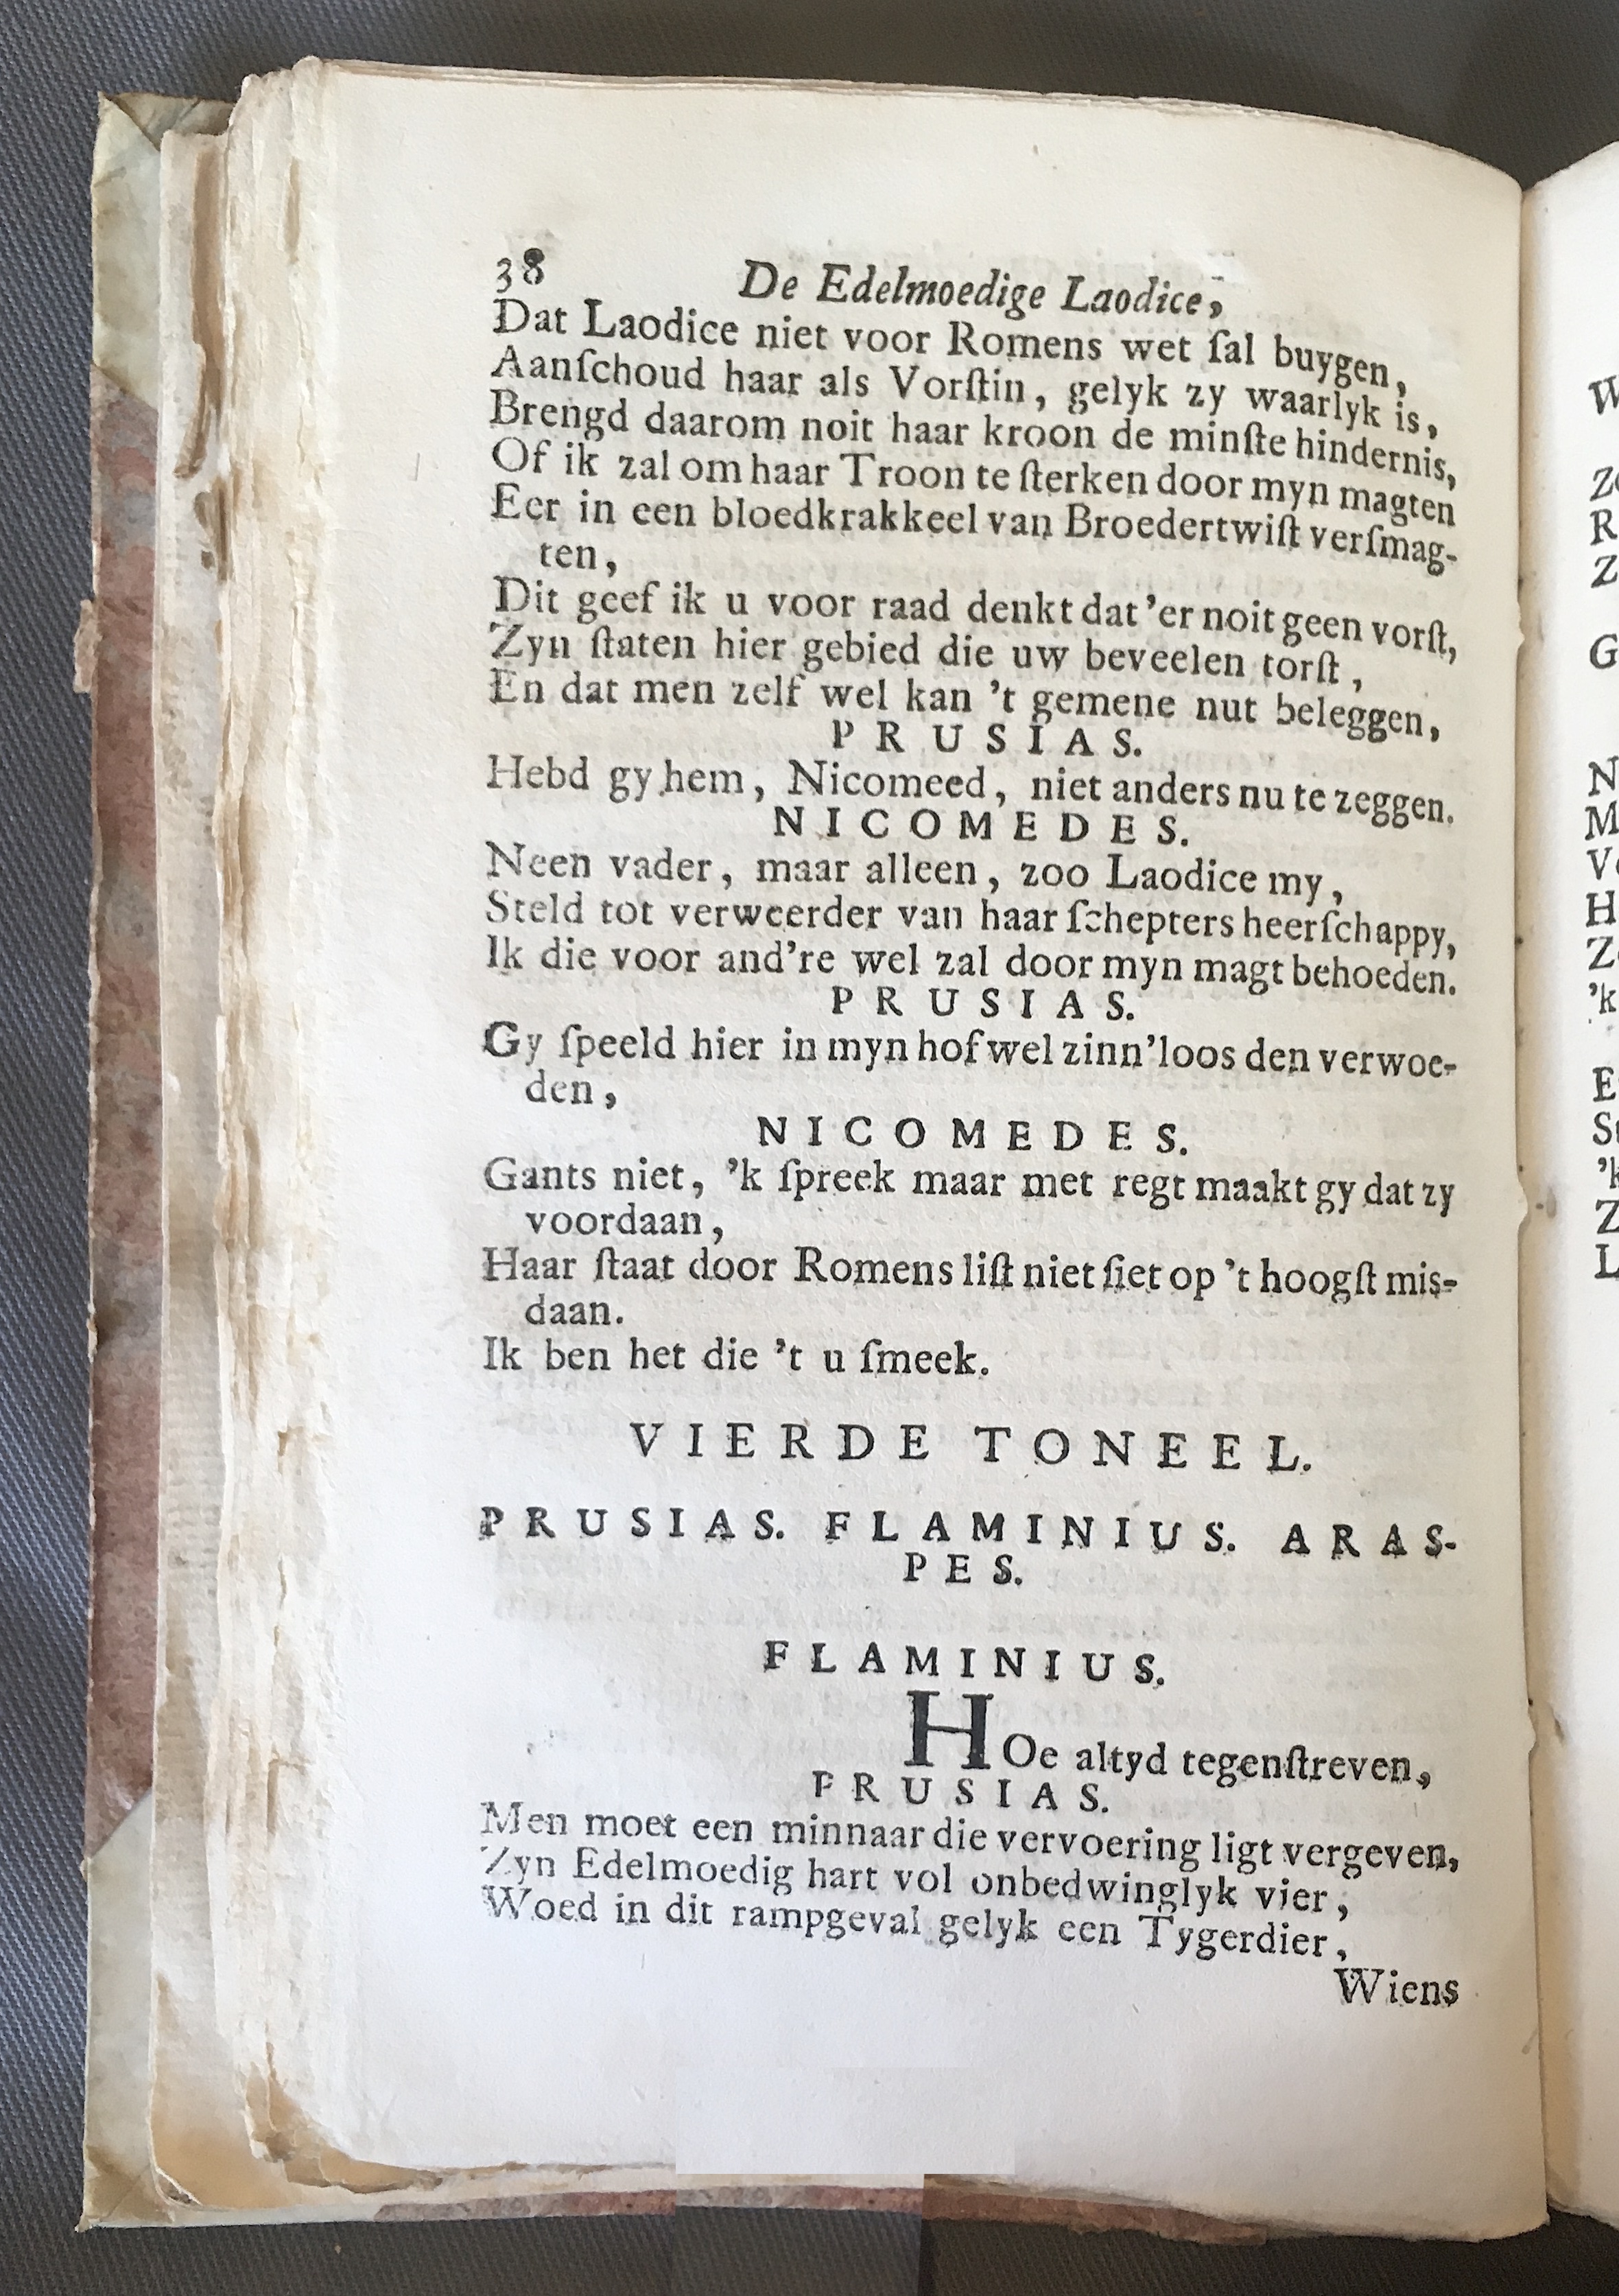 38 De Edelmoedige Laodice,
Dat Laodice niet voor Romens wet ſal buygen,
Aanſchoud haar als Vorſtin, gelyk zy waarlyk is,
Brengd daarom noit haar kroon de minſte hindernis,
Of ik zal om haar Troon te ſterken door myn magten
Eer in een bloedkrakkeel van Broedertwiſt verſmag-
ten,
Dit geef ik u voor raad denkt dat 'er noit geen vorſt,
Zyn ſtaten hier gebied die uw beveelen torſt,
En dat men zelf wel kan 't gemene nut beleggen,
PRUSIAS.
Hebd gy hem, Nicomeed, niet anders nu te zeggen.
NICOMEDES.
Neen vader, maar alleen, zoo Laodice my,
Steld tot verweerder van haar ſchepters heerſchappy,
Ik die voor and're wel zal door myn magt behoeden.
PRUSIAS.
Gy ſpeeld hier in myn hof wel zinn'loos den verwoe-
den,
NICOMEDES.
Gants niet, 'k ſpreek maar met regt maakt gy dat zy
voordaan,
Haar ſtaat door Romens liſt niet ſiet op 't hoogſt mis-
daan.
Ik ben het die 't u ſmeek.
VIERDE TONEEL.
PRUSIAS. FLAMINIUS. ARAS-
PES.
FLAMINIUS.
HOe altyd tegenſtreven,
PRUSIAS.
Men moet een minnaar die vervoering ligt vergeven,
Zyn Edelmoedig hart vol onbedwinglyk vier,
Woed in dit rampgeval gelyk een Tygerdier,
Wiens